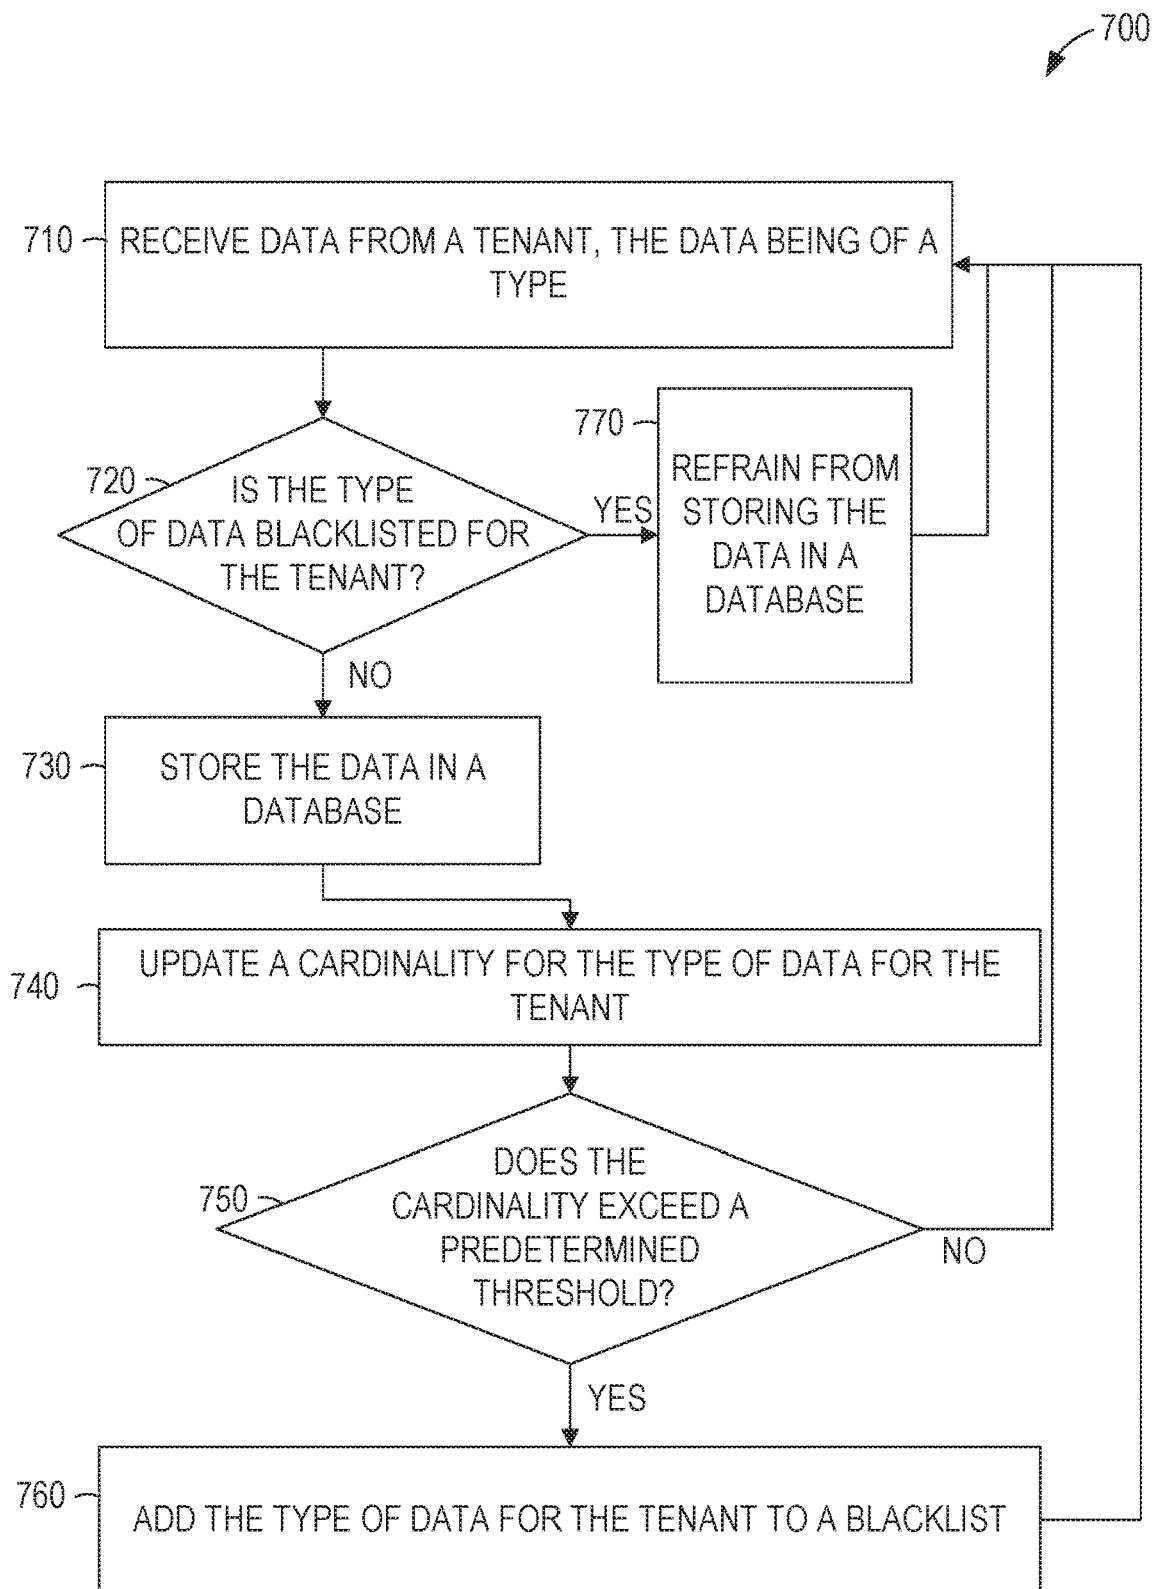 700
710
RECEIVE DATA FROM A TENANT, THE DATA BEING OF A
TYPE
720
IS THE TYPE
OF DATA BLACKLISTED FOR
THE TENANT?
YES
770
REFRAIN FROM
STORING THE
DATA IN A
DATABASE
NO
730
STORE THE DATA IN A
DATABASE
740
UPDATE A CARDINALITY FOR THE TYPE OF DATA FOR THE
TENANT
750
DOES THE
CARDINALITY EXCEED A
PREDETERMINED
THRESHOLD?
NO
YES
760
ADD THE TYPE OF DATA FOR THE TENANT TO A BLACKLIST